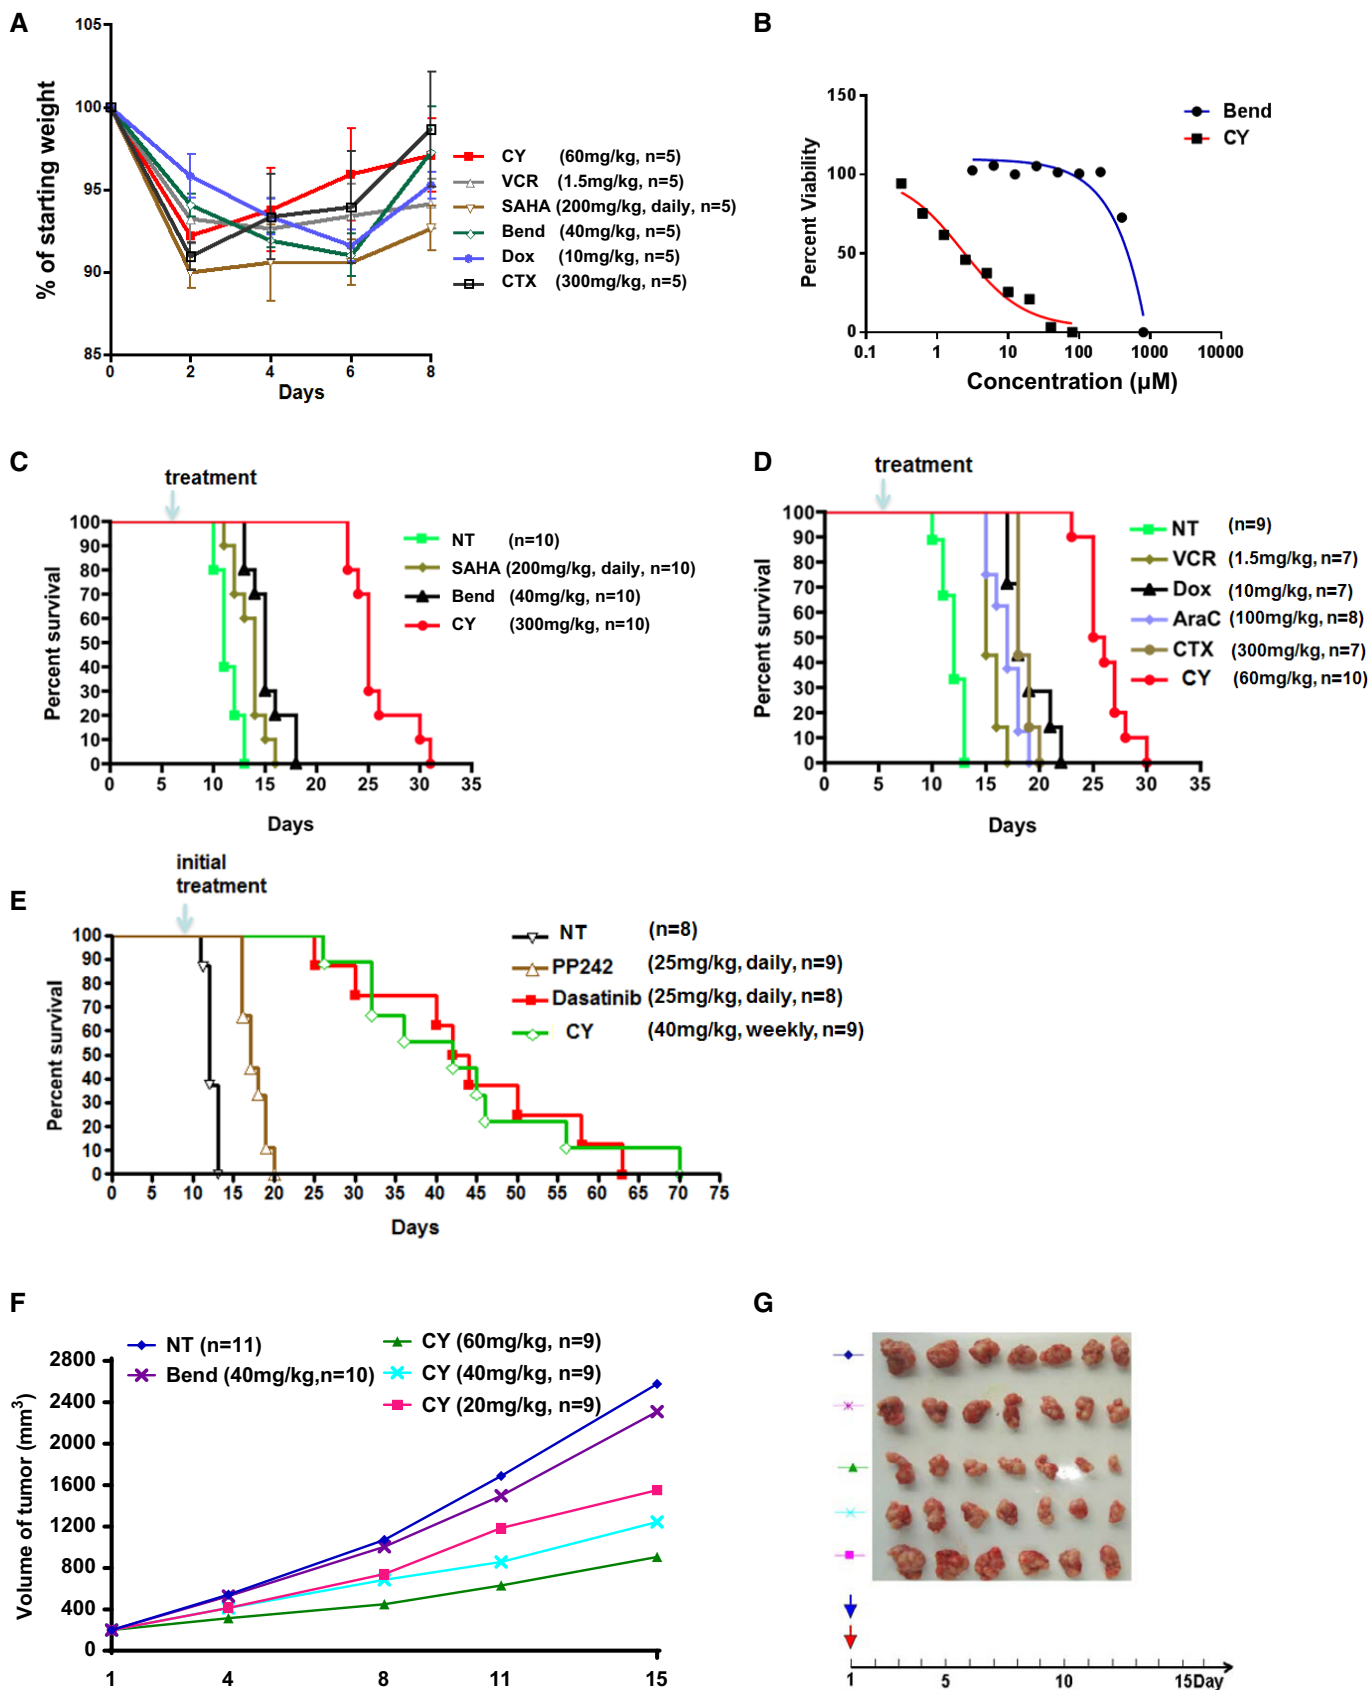 A
105
100
95
90
85
% of starting weight
0 2 4 6 8
Days
CY (60mg/kg, n=5)
VCR (1.5mg/kg, n=5)
SAHA (200mg/kg, daily, n=5)
Bend (40mg/kg, n=5)
Dox (10mg/kg, n=5)
CTX (300mg/kg, n=5)
B
150
100
50
0
Percent Viability
0.1 1 10 100 1000 10000
Concentration (µM)
Bend
CY
C
treatment
100
90
80
70
60
50
40
30
20
10
0
Percent survival
0 5 10 15 20 25 30 35
Days
NT (n=10)
SAHA (200mg/kg, daily, n=10)
Bend (40mg/kg, n=10)
CY (300mg/kg, n=10)
D
treatment
100
90
80
70
60
50
40
30
20
10
0
Percent survival
0 5 10 15 20 25 30 35
Days
NT (n=9)
VCR (1.5mg/kg, n=7)
Dox (10mg/kg, n=7)
AraC (100mg/kg, n=8)
CTX (300mg/kg, n=7)
CY (60mg/kg, n=10)
E
initial
treatment
100
90
80
70
60
50
40
30
20
10
0
Percent survival
0 5 10 15 20 25 30 35 40 45 50 55 60 65 70 75
Days
NT (n=8)
PP242 (25mg/kg, daily, n=9)
Dasatinib (25mg/kg, daily, n=8)
CY (40mg/kg, weekly, n=9)
F
NT (n=11)
Bend (40mg/kg,n=10)
CY (60mg/kg, n=9)
CY (40mg/kg, n=9)
CY (20mg/kg, n=9)
2800
2400
2000
1600
1200
800
400
0
Volume of tumor (mm³)
1 4 8 11 15
G
1 5 10 15Day